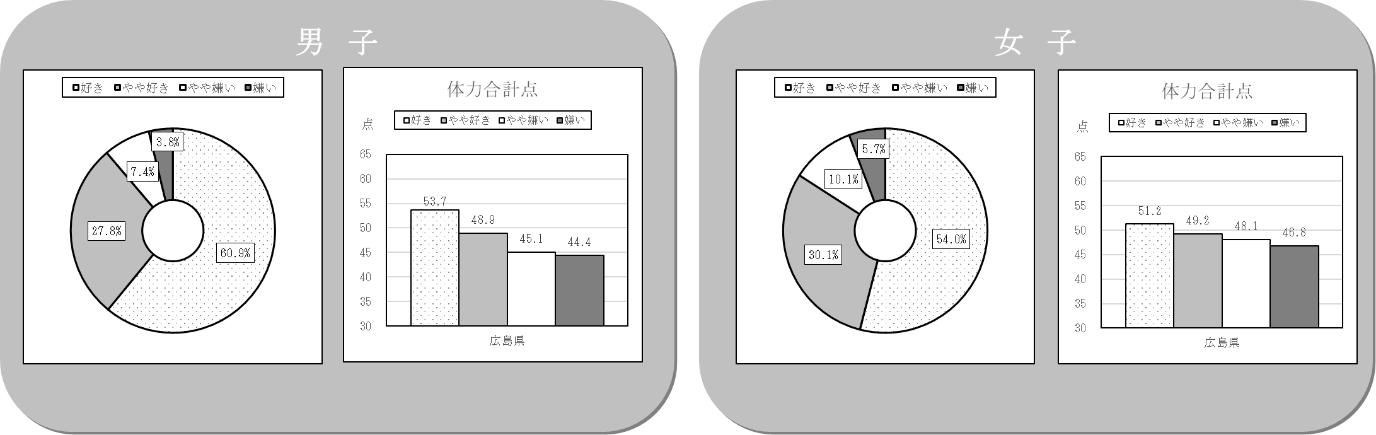 男 子
好き やや好き やや嫌い 嫌い
3.8%
7.4%
27.8%
60.9%
体力合計点
点
好き やや好き やや嫌い 嫌い
65
60
55
50
45
40
35
30
53.7
48.9
45.1
44.4
広島県
女 子
好き やや好き やや嫌い 嫌い
5.7%
10.1%
30.1%
54.0%
体力合計点
点
好き やや好き やや嫌い 嫌い
65
60
55
50
45
40
35
30
51.2
49.2
48.1
46.8
広島県